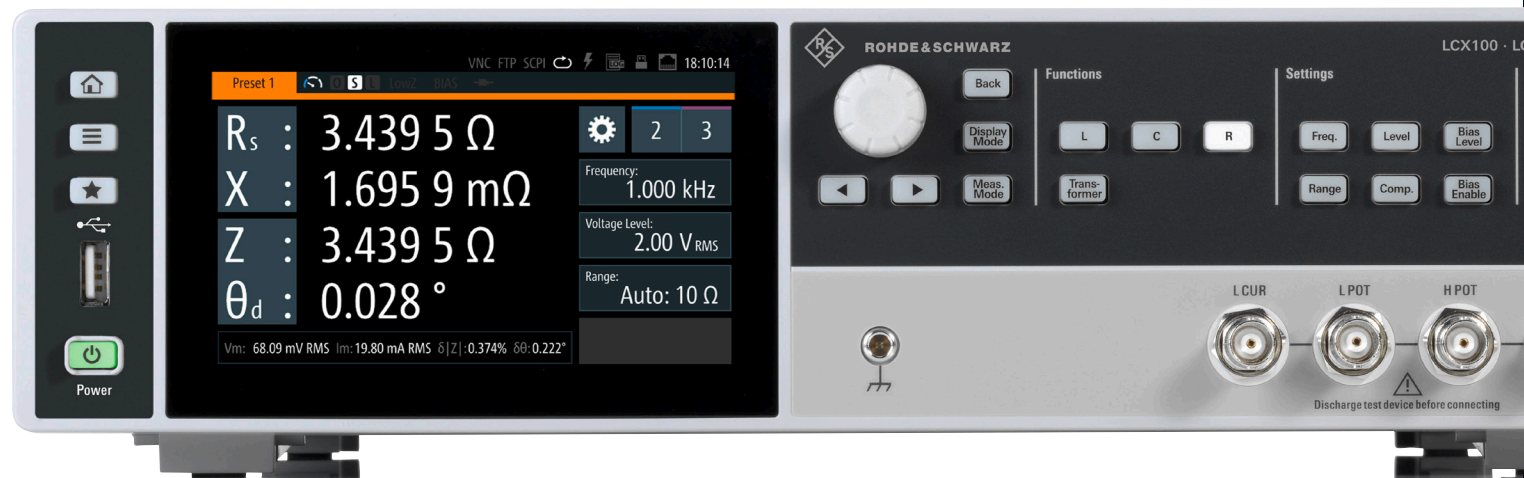 VNC FTP SCPI LOG 18:10:14
Preset 1 O S L LowZ BIAS
Rs : 3.439 5 Ω
X : 1.695 9 mΩ
Z : 3.439 5 Ω
θd : 0.028 °
2 3
Frequency:
1.000 kHz
Voltage Level:
2.00 V RMS
Range:
Auto: 10 Ω
Vm: 68.09 mV RMS Im: 19.80 mA RMS δ|Z|:0.374% δθ:0.222°
Power
R S
ROHDE&SCHWARZ
LCX100 ·
Back
Display
Mode
Meas.
Mode
Functions
L C R
Trans-
former
Settings
Freq. Level Bias
Level
Range Comp. Bias
Enable
L CUR L POT H POT
Discharge test device before connecting